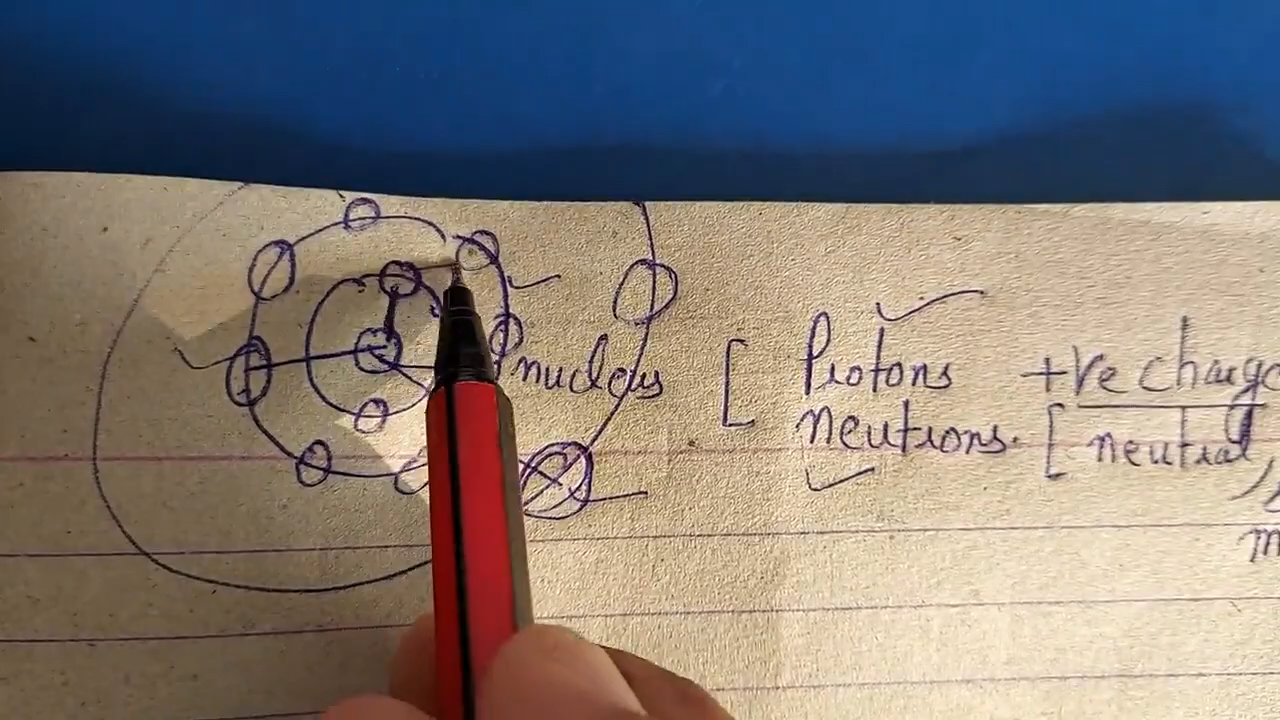 nucleus [ Protons +ve charge
neutrons. [ neutral,